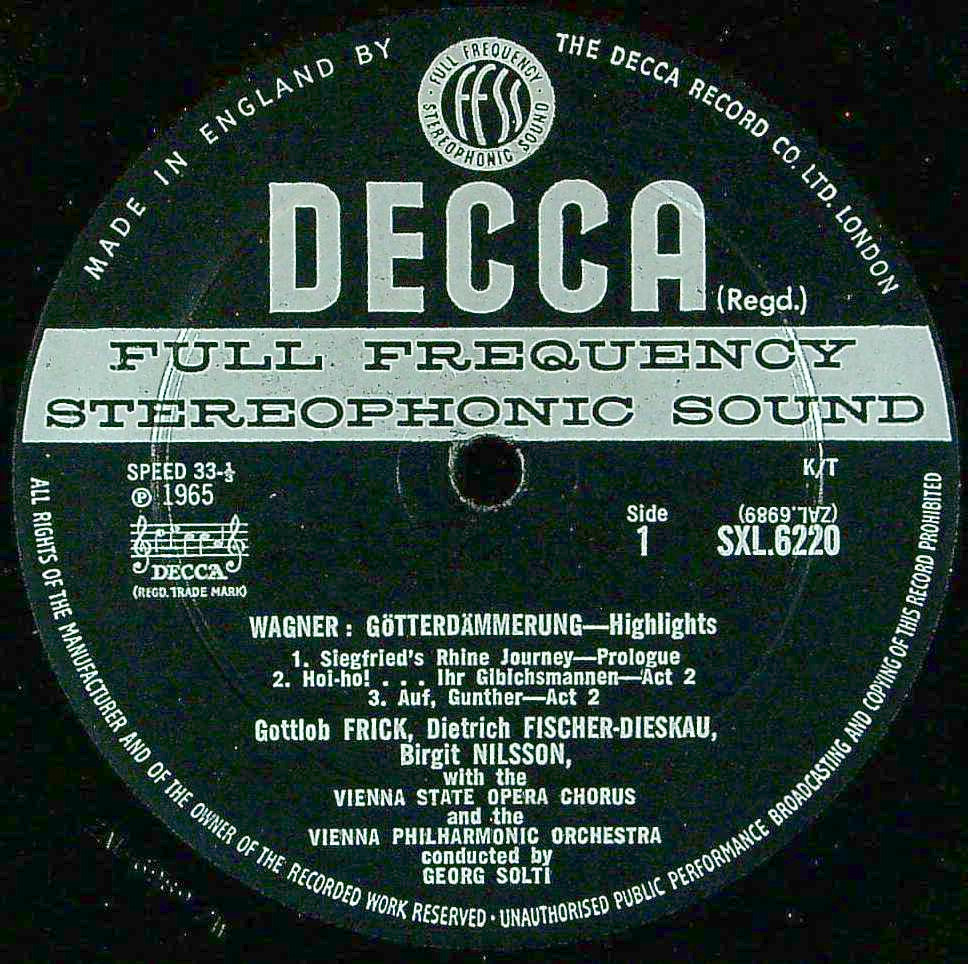 MADE IN ENGLAND BY
THE DECCA RECORD CO. LTD. LONDON
· FULL FREQUENCY ·
STEREOPHONIC SOUND
FFSS
DECCA (Regd.)
FULL FREQUENCY
STEREOPHONIC SOUND
SPEED 33-⅓
℗ 1965
DECCA
(REGD. TRADE MARK)
K/T
Side
1
(ZAL.6989)
SXL.6220
WAGNER: GÖTTERDÄMMERUNG—Highlights
1. Siegfried's Rhine Journey—Prologue
2. Hoi-ho! . . . Ihr Gibichsmannen—Act 2
3. Auf, Gunther—Act 2
Gottlob FRICK, Dietrich FISCHER-DIESKAU,
Birgit NILSSON,
with the
VIENNA STATE OPERA CHORUS
and the
VIENNA PHILHARMONIC ORCHESTRA
conducted by
GEORG SOLTI
ALL RIGHTS OF THE MANUFACTURER AND OF THE OWNER OF THE RECORDED WORK RESERVED · UNAUTHORISED PUBLIC PERFORMANCE BROADCASTING AND COPYING OF THIS RECORD PROHIBITED